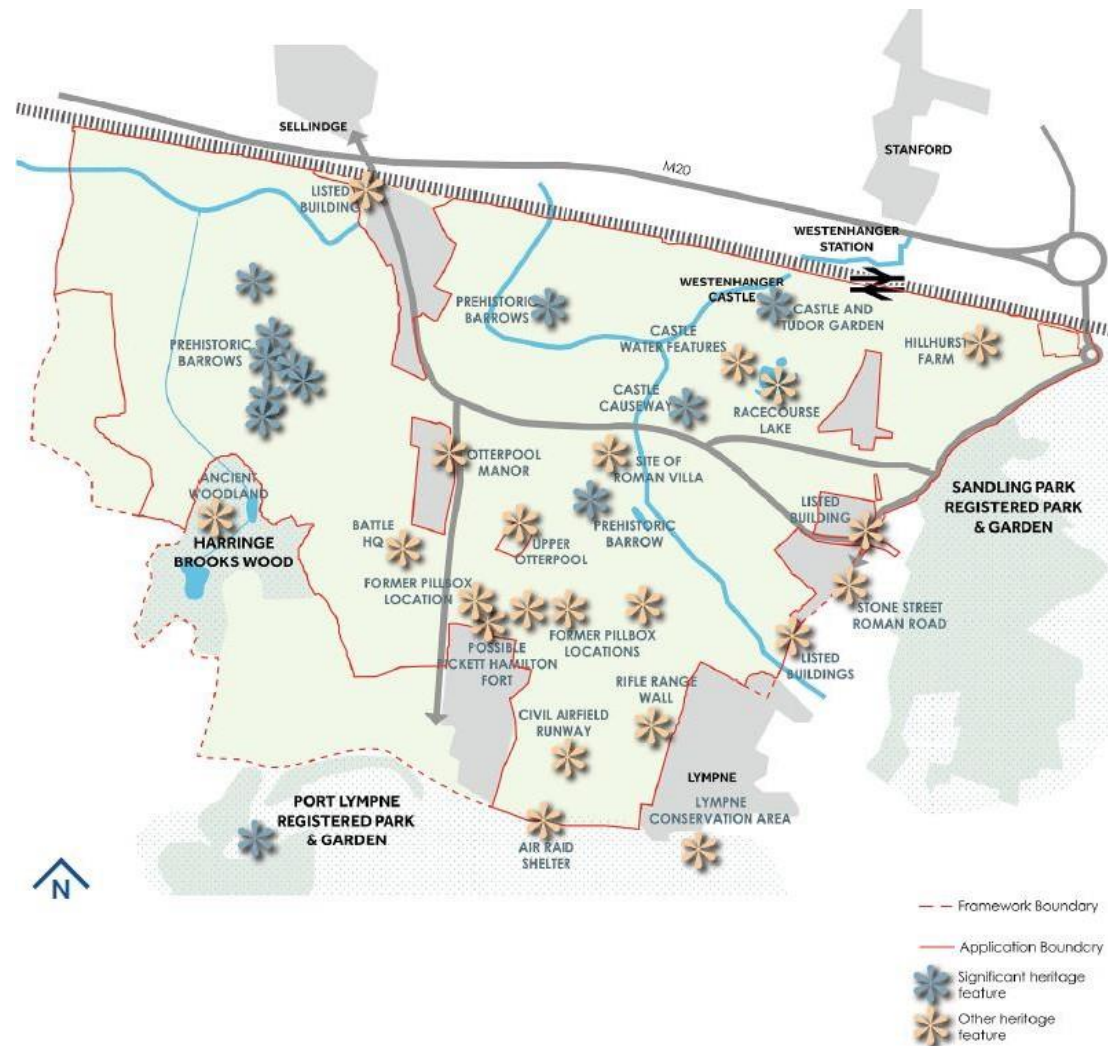 SELLINDGE
M20
STANFORD
LISTED
BUILDING
WESTENHANGER
STATION
WESTENHANGER
CASTLE
PREHISTORIC
BARROWS
CASTLE AND
TUDOR GARDEN
PREHISTORIC
BARROWS
CASTLE
WATER FEATURES
HILLHURST
FARM
CASTLE
CAUSEWAY
RACECOURSE
LAKE
OTTERPOOL
MANOR
SITE OF
ROMAN VILLA
ANCIENT
WOODLAND
HARRINGE
BROOKS WOOD
SANDLING PARK
REGISTERED PARK
& GARDEN
LISTED
BUILDING
BATTLE
HQ
UPPER
OTTERPOOL
PREHISTORIC
BARROW
FORMER PILLBOX
LOCATION
FORMER PILLBOX
LOCATIONS
STONE STREET
ROMAN ROAD
POSSIBLE
PICKETT HAMILTON
FORT
LISTED
BUILDINGS
RIFLE RANGE
WALL
CIVIL AIRFIELD
RUNWAY
LYMPNE
LYMPNE
CONSERVATION AREA
PORT LYMPNE
REGISTERED PARK
& GARDEN
AIR RAID
SHELTER
N
Framework Boundary
Application Boundary
Significant heritage
feature
Other heritage
feature